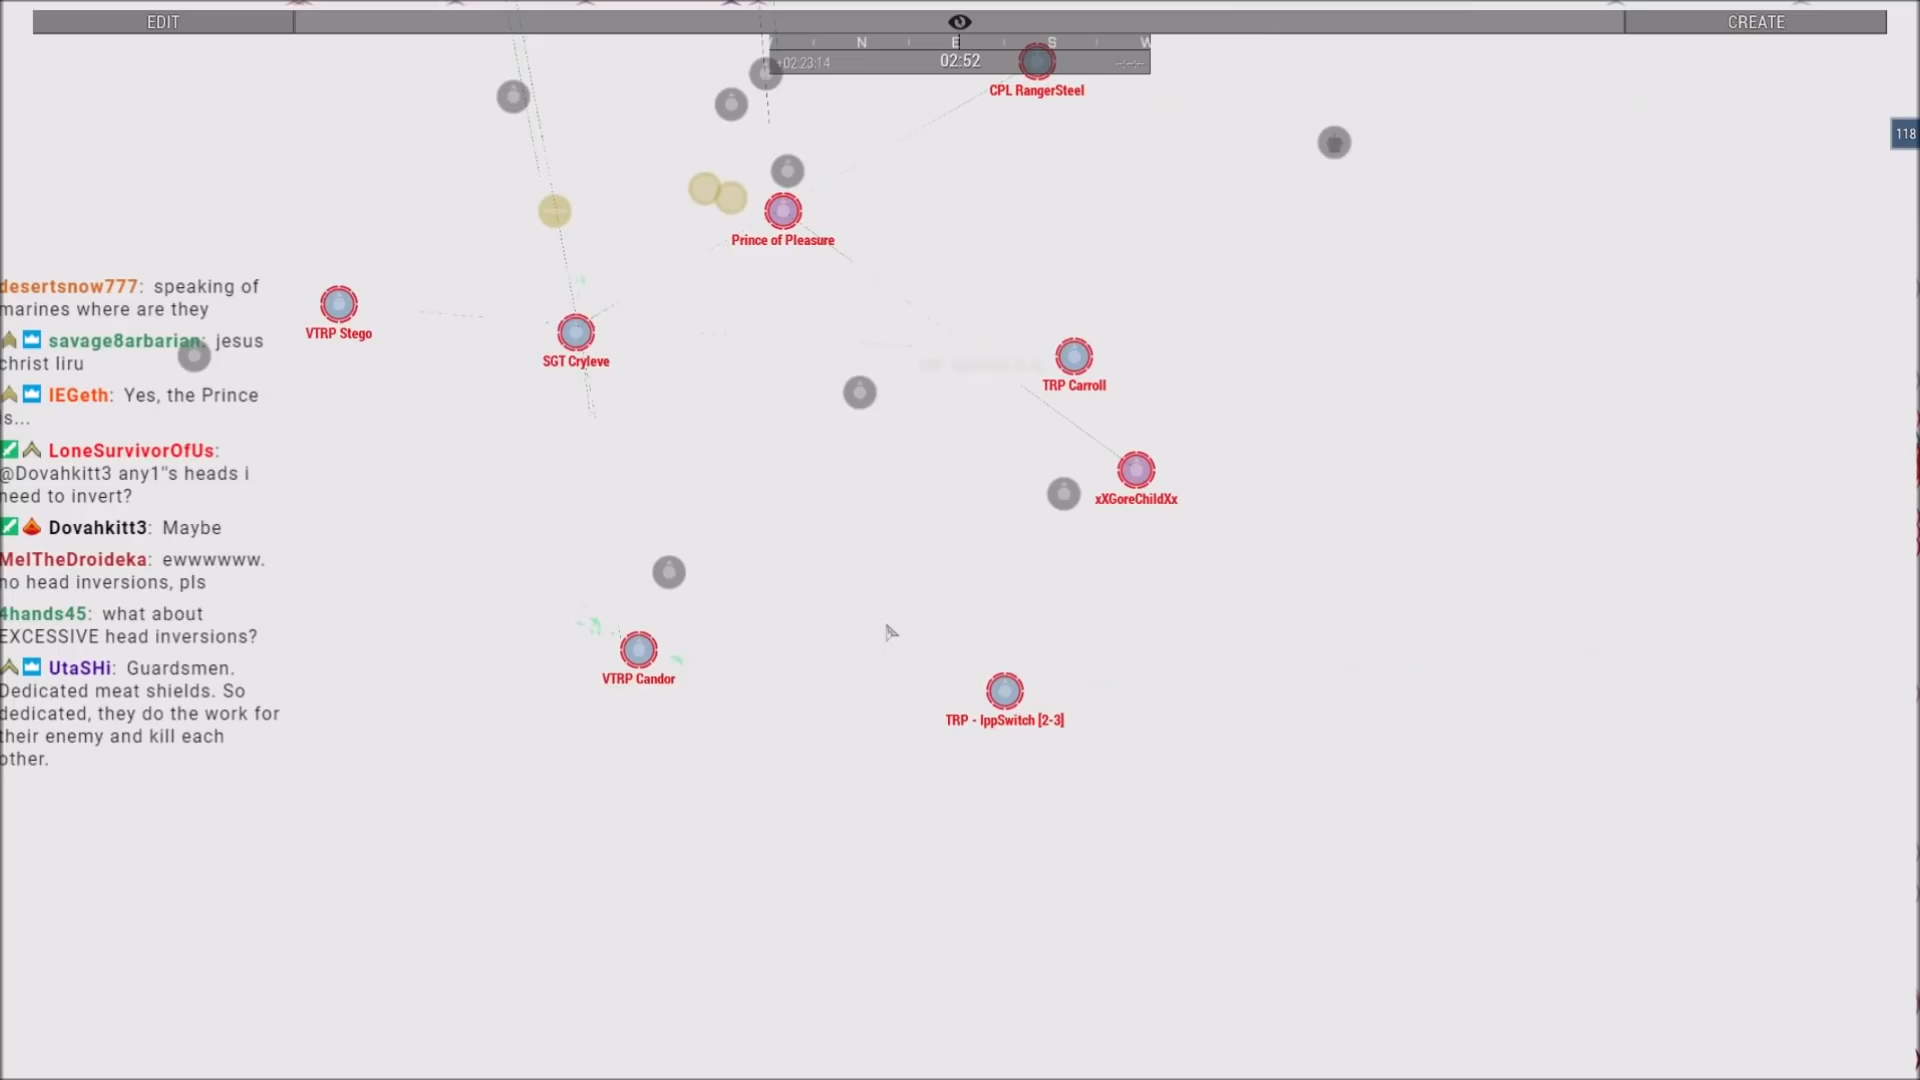 EDIT
CREATE
N
E
S
W
+02:23:14
02:52
CPL RangerSteel
118
Prince of Pleasure
desertsnow777: speaking of
marines where are they
VTRP Stego
savage8arbarian: jesus
christ liru
SGT Cryleve
TRP Carroll
IEGeth: Yes, the Prince
is...
LoneSurvivorOfUs:
@Dovahkitt3 any1"s heads i
need to invert?
xXGoreChildXx
Dovahkitt3: Maybe
MelTheDroideka: ewwwwww.
no head inversions, pls
4hands45: what about
EXCESSIVE head inversions?
UtaSHi: Guardsmen.
Dedicated meat shields. So
dedicated, they do the work for
their enemy and kill each
other.
VTRP Candor
TRP - IppSwitch [2-3]